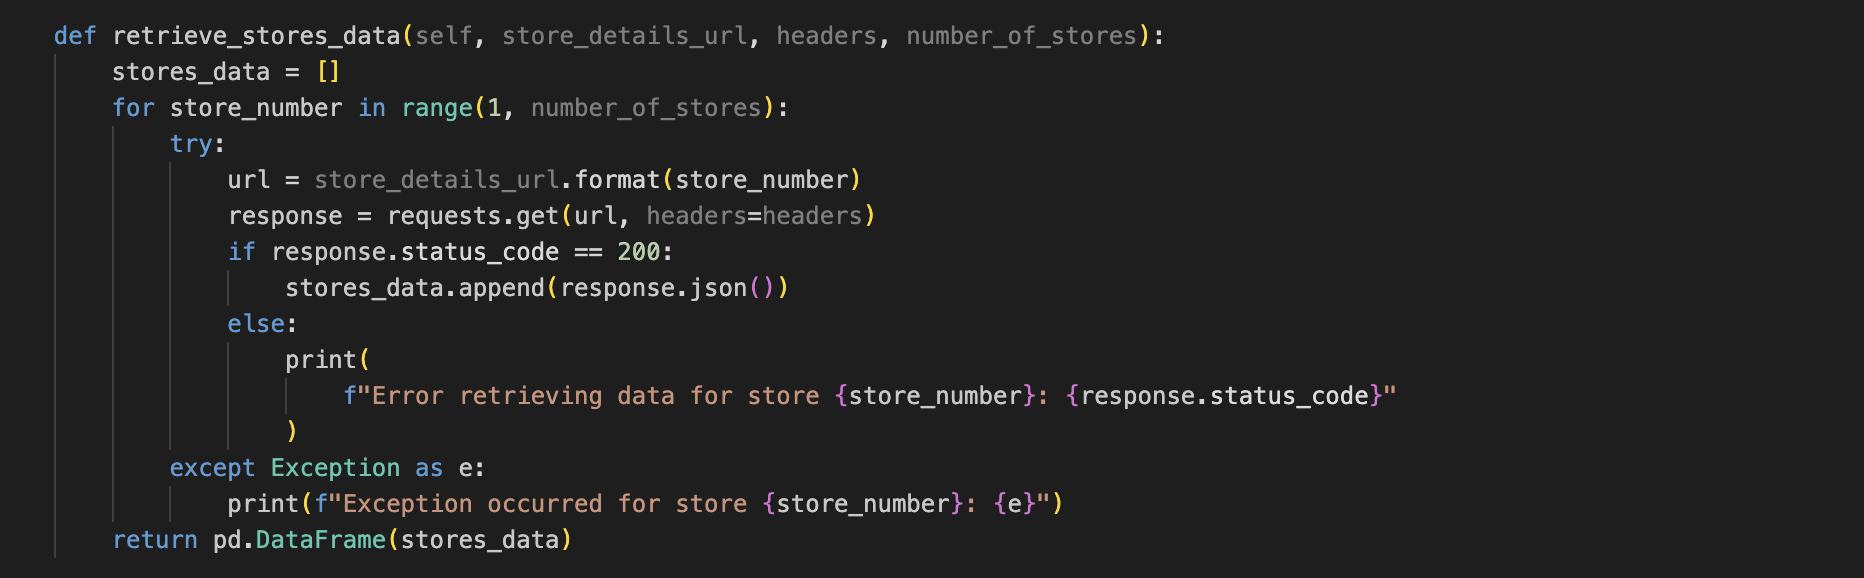 def retrieve_stores_data(self, store_details_url, headers, number_of_stores):
    stores_data = []
    for store_number in range(1, number_of_stores):
        try:
            url = store_details_url.format(store_number)
            response = requests.get(url, headers=headers)
            if response.status_code == 200:
                stores_data.append(response.json())
            else:
                print(
                    f"Error retrieving data for store {store_number}: {response.status_code}"
                )
        except Exception as e:
            print(f"Exception occurred for store {store_number}: {e}")
    return pd.DataFrame(stores_data)